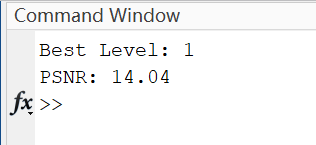 Command Window
Best Level: 1
PSNR: 14.04
fx >>